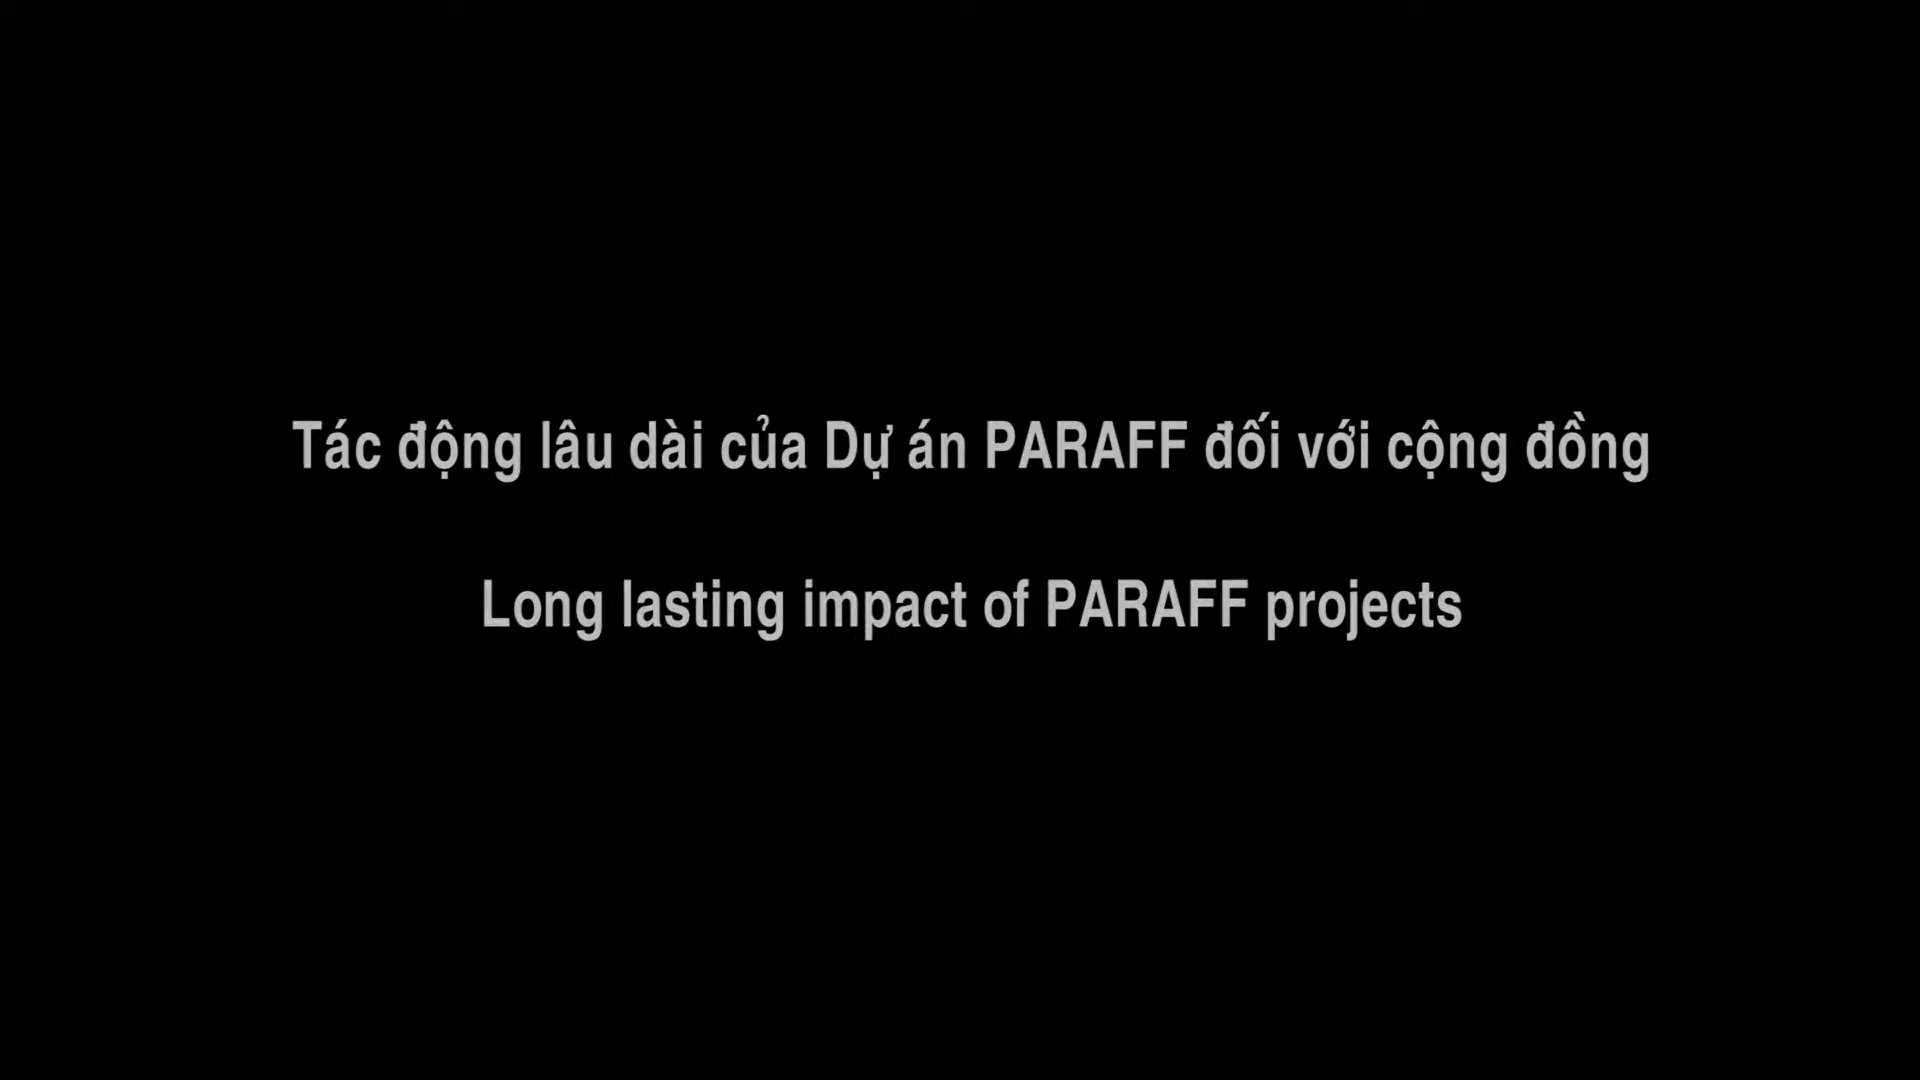 Tác động lâu dài của Dự án PARAFF đối với cộng đồng
Long lasting impact of PARAFF projects